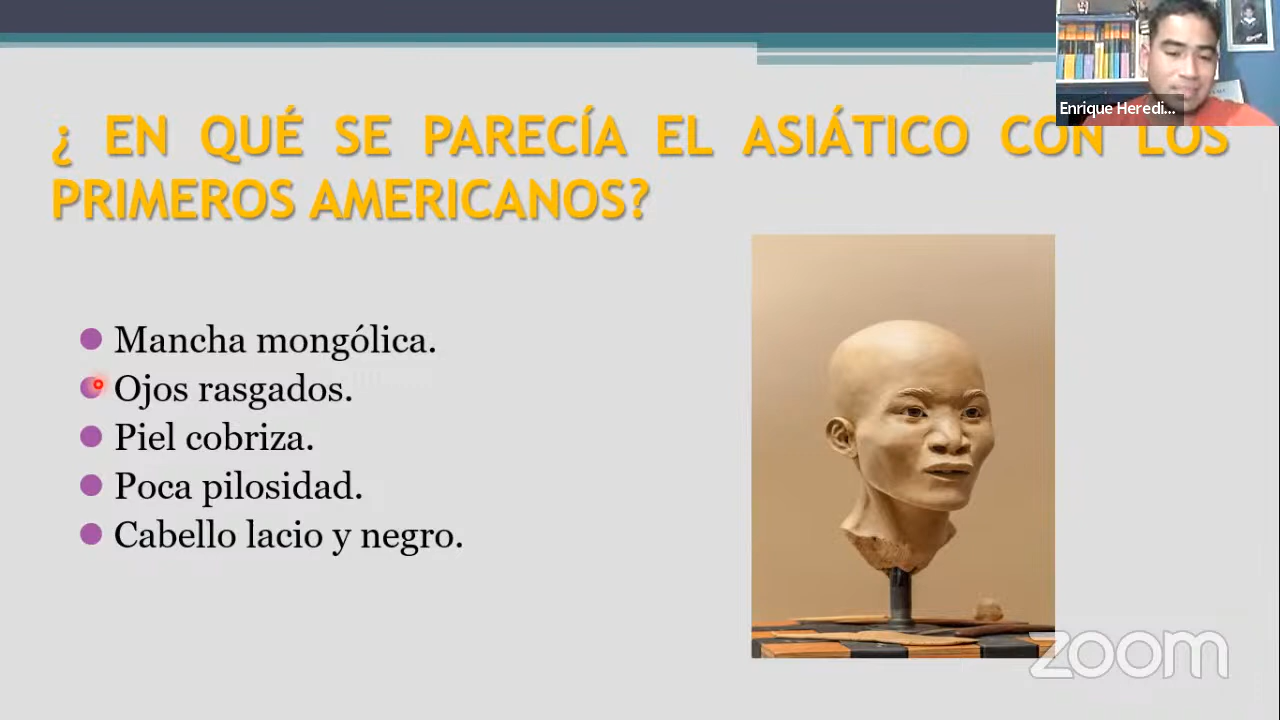 Enrique Heredi...
¿ EN QUÉ SE PARECÍA EL ASIÁTICO CON LOS
PRIMEROS AMERICANOS?
Mancha mongólica.
Ojos rasgados.
Piel cobriza.
Poca pilosidad.
Cabello lacio y negro.
zoom